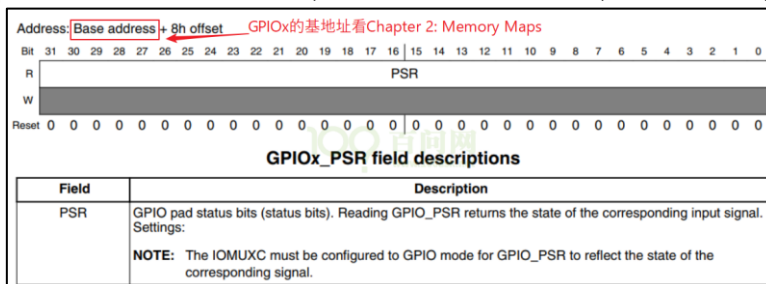 Address: Base address + 8h offset GPIOx的基地址看Chapter 2: Memory Maps
Bit 31 30 29 28 27 26 25 24 23 22 21 20 19 18 17 16 15 14 13 12 11 10 9 8 7 6 5 4 3 2 1 0
R PSR
W
Reset 0 0 0 0 0 0 0 0 0 0 0 0 0 0 0 0 0 0 0 0 0 0 0 0 0 0 0 0 0 0 0 0
100 百问网
GPIOx_PSR field descriptions
Field Description
PSR GPIO pad status bits (status bits). Reading GPIO_PSR returns the state of the corresponding input signal.
Settings:
NOTE: The IOMUXC must be configured to GPIO mode for GPIO_PSR to reflect the state of the
corresponding signal.